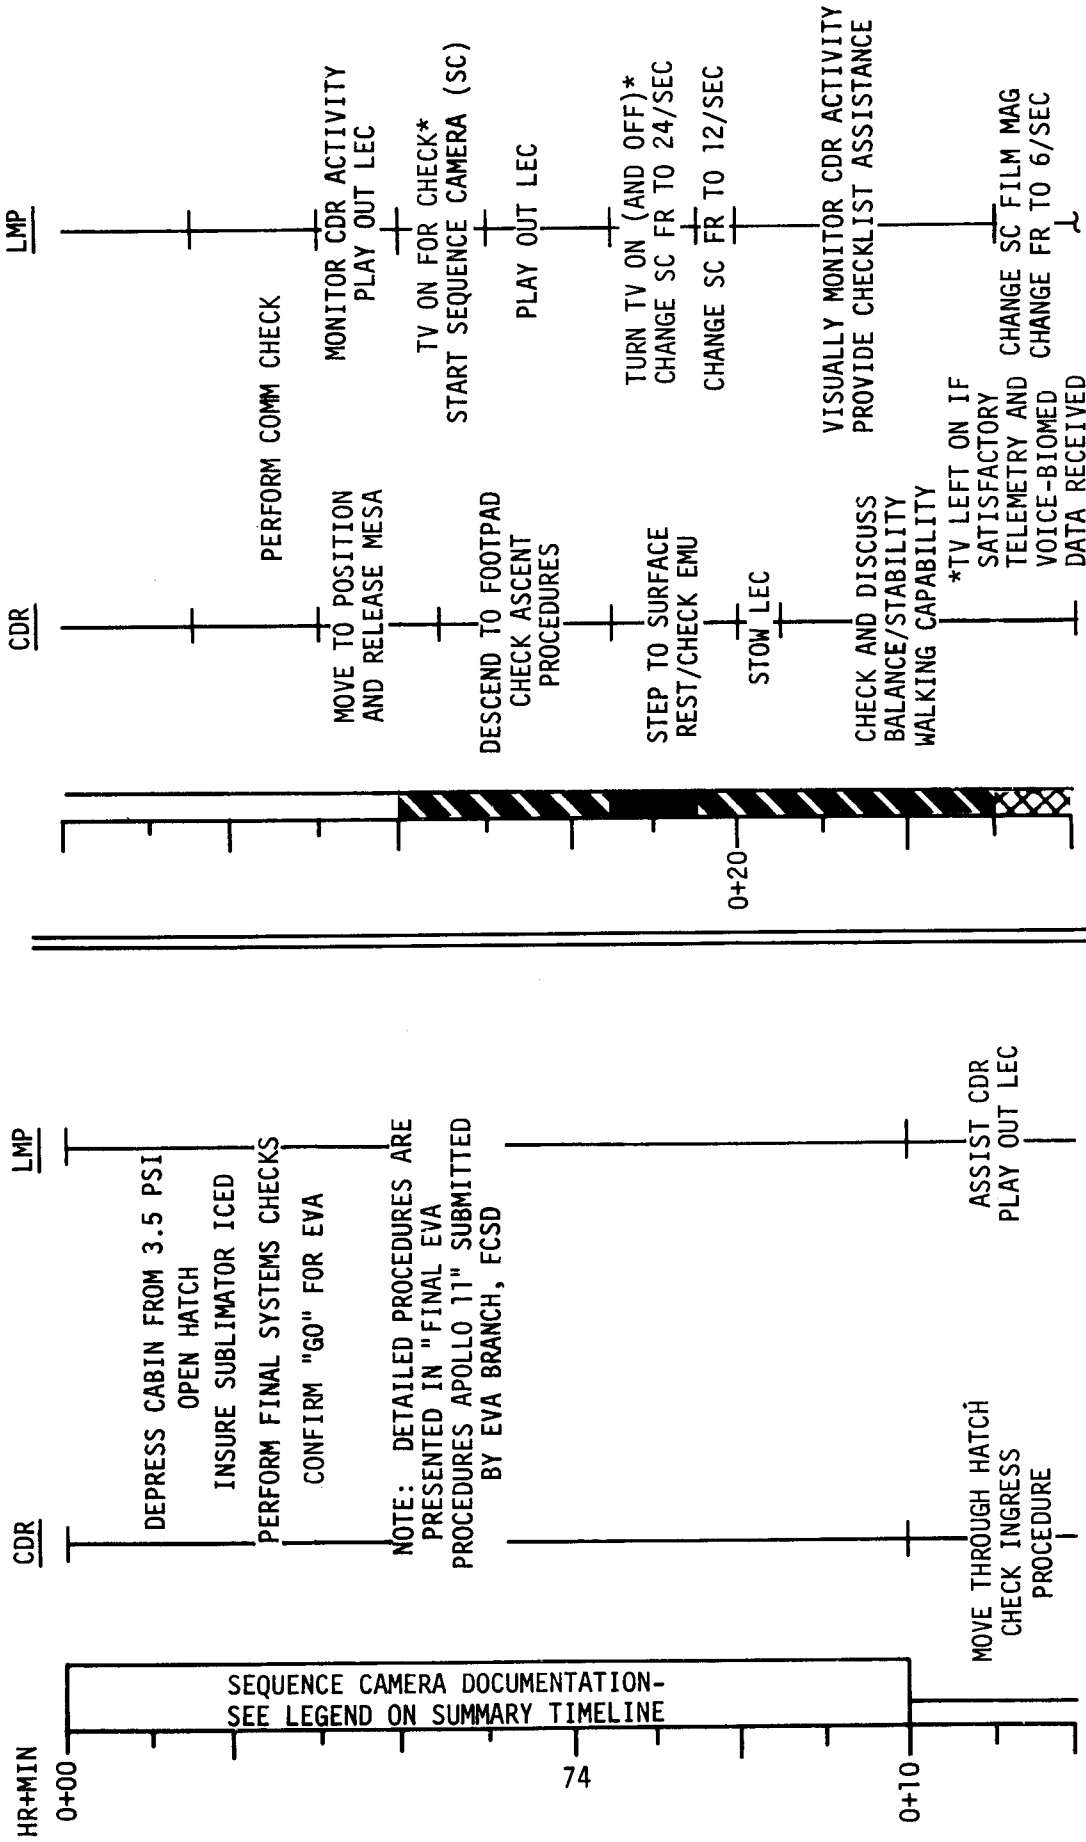 HR+MIN
0+00
74
0+10
SEQUENCE CAMERA DOCUMENTATION-
SEE LEGEND ON SUMMARY TIMELINE
CDR
LMP
DEPRESS CABIN FROM 3.5 PSI
OPEN HATCH
INSURE SUBLIMATOR ICED
PERFORM FINAL SYSTEMS CHECKS
CONFIRM "GO" FOR EVA
NOTE: DETAILED PROCEDURES ARE
PRESENTED IN "FINAL EVA
PROCEDURES APOLLO 11" SUBMITTED
BY EVA BRANCH, FCSD
MOVE THROUGH HATCH
CHECK INGRESS
PROCEDURE
ASSIST CDR
PLAY OUT LEC
0+20
CDR
LMP
PERFORM COMM CHECK
MOVE TO POSITION
AND RELEASE MESA
MONITOR CDR ACTIVITY
PLAY OUT LEC
TV ON FOR CHECK*
START SEQUENCE CAMERA (SC)
DESCEND TO FOOTPAD
CHECK ASCENT
PROCEDURES
PLAY OUT LEC
STEP TO SURFACE
REST/CHECK EMU
TURN TV ON (AND OFF)*
CHANGE SC FR TO 24/SEC
CHANGE SC FR TO 12/SEC
STOW LEC
CHECK AND DISCUSS
BALANCE/STABILITY
WALKING CAPABILITY
VISUALLY MONITOR CDR ACTIVITY
PROVIDE CHECKLIST ASSISTANCE
*TV LEFT ON IF
SATISFACTORY
TELEMETRY AND
VOICE-BIOMED
DATA RECEIVED
CHANGE SC FILM MAG
CHANGE FR TO 6/SEC